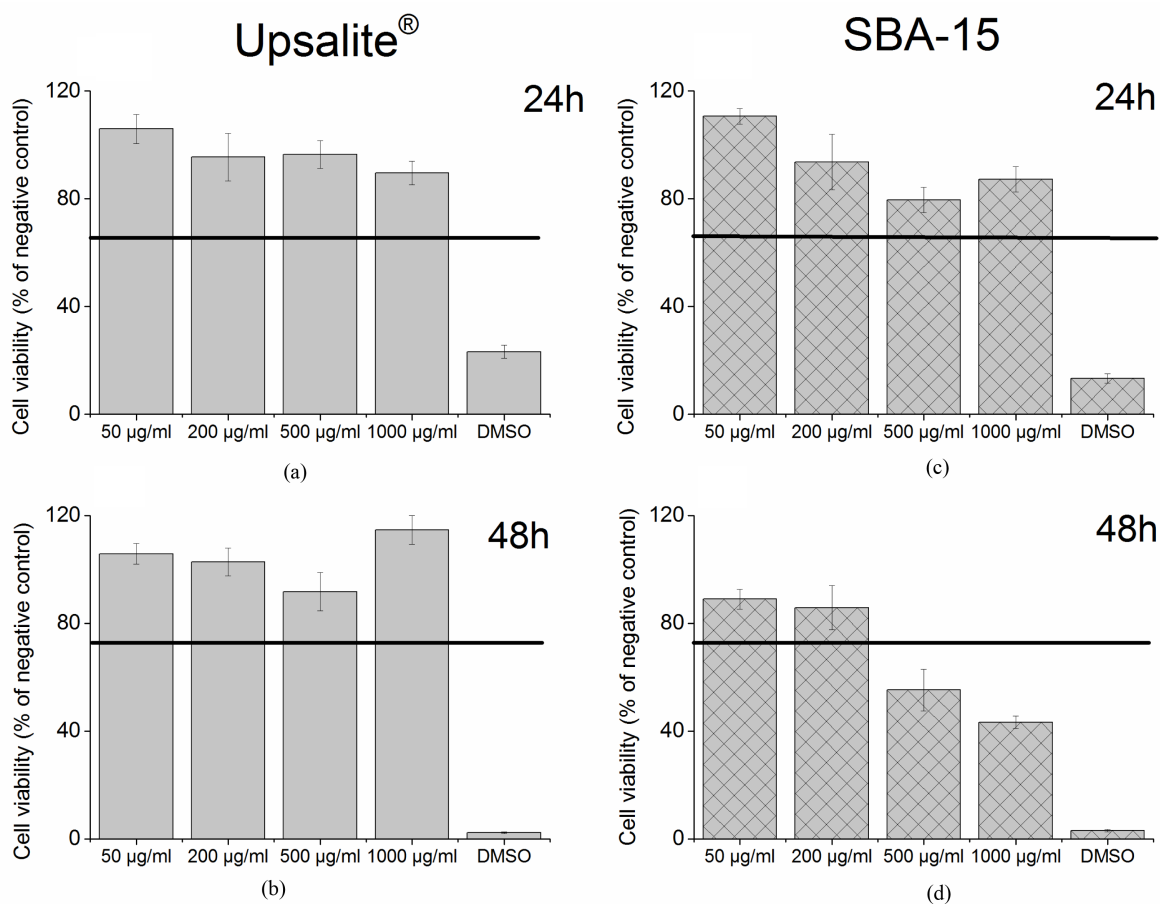 Upsalite®
SBA-15
24h
Cell viability (% of negative control)
120
80
40
0
50 µg/ml 200 µg/ml 500 µg/ml 1000 µg/ml DMSO
(a)
24h
Cell viability (% of negative control)
120
80
40
0
50 µg/ml 200 µg/ml 500 µg/ml 1000 µg/ml DMSO
(c)
48h
Cell viability (% of negative control)
120
80
40
0
50 µg/ml 200 µg/ml 500 µg/ml 1000 µg/ml DMSO
(b)
48h
Cell viability (% of negative control)
120
80
40
0
50 µg/ml 200 µg/ml 500 µg/ml 1000 µg/ml DMSO
(d)